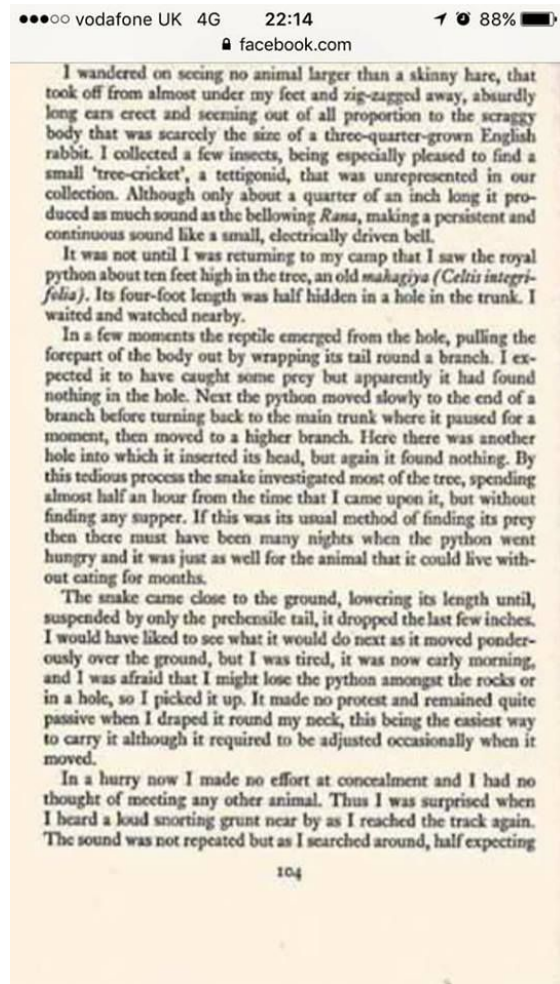 vodafone UK 4G 22:14 88%
facebook.com
I wandered on seeing no animal larger than a skinny hare, that
took off from almost under my feet and zig-zagged away, absurdly
long ears erect and seeming out of all proportion to the scraggy
body that was scarcely the size of a three-quarter-grown English
rabbit. I collected a few insects, being especially pleased to find a
small ‘tree-cricket’, a tettigonid, that was unrepresented in our
collection. Although only about a quarter of an inch long it pro-
duced as much sound as the bellowing Rana, making a persistent and
continuous sound like a small, electrically driven bell.
It was not until I was returning to my camp that I saw the royal
python about ten feet high in the tree, an old mahagiya (Celtis integri-
folia). Its four-foot length was half hidden in a hole in the trunk. I
waited and watched nearby.
In a few moments the reptile emerged from the hole, pulling the
forepart of the body out by wrapping its tail round a branch. I ex-
pected it to have caught some prey but apparently it had found
nothing in the hole. Next the python moved slowly to the end of a
branch before turning back to the main trunk where it paused for a
moment, then moved to a higher branch. Here there was another
hole into which it inserted its head, but again it found nothing. By
this tedious process the snake investigated most of the tree, spending
almost half an hour from the time that I came upon it, but without
finding any supper. If this was its usual method of finding its prey
then there must have been many nights when the python went
hungry and it was just as well for the animal that it could live with-
out eating for months.
The snake came close to the ground, lowering its length until,
suspended by only the prehensile tail, it dropped the last few inches.
I would have liked to see what it would do next as it moved ponder-
ously over the ground, but I was tired, it was now early morning,
and I was afraid that I might lose the python amongst the rocks or
in a hole, so I picked it up. It made no protest and remained quite
passive when I draped it round my neck, this being the easiest way
to carry it although it required to be adjusted occasionally when it
moved.
In a hurry now I made no effort at concealment and I had no
thought of meeting any other animal. Thus I was surprised when
I heard a loud snorting grunt near by as I reached the track again.
The sound was not repeated but as I searched around, half expecting
104